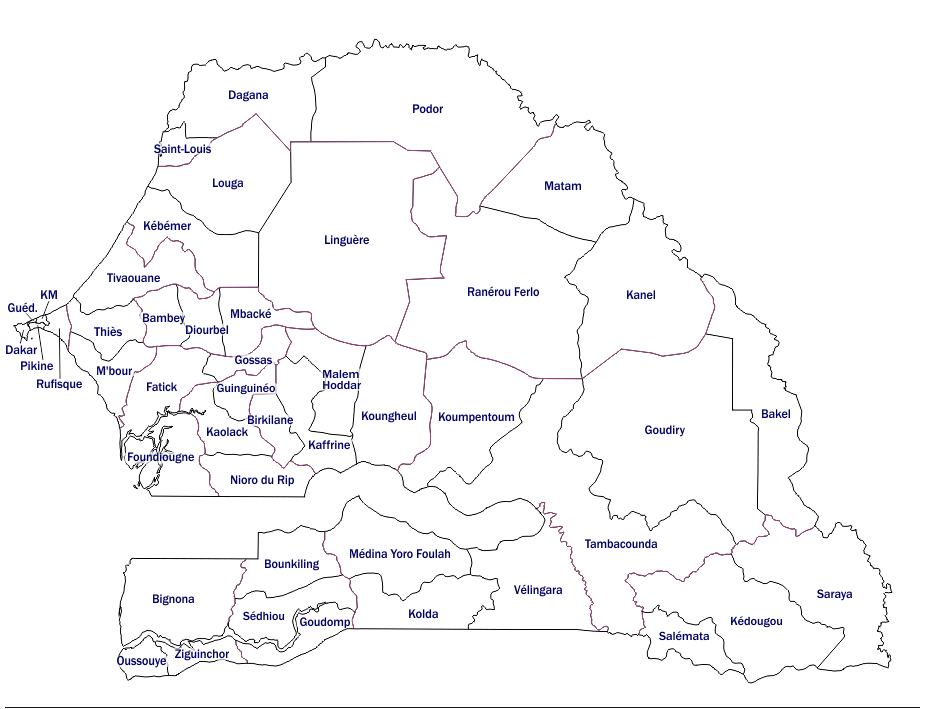 Dagana
Podor
Saint-Louis
Louga
Matam
Kébémer
Linguère
Tivaouane
Ranérou Ferlo
Kanel
KM
Guéd.
Mbacké
Bambey
Thiès
Diourbel
Dakar
Gossas
Pikine
M'bour
Malem
Hoddar
Rufisque
Fatick
Guinguinéo
Bakel
Koungheul
Koumpentoum
Birkilane
Kaolack
Goudiry
Kaffrine
Foundiougne
Nioro du Rip
Tambacounda
Médina Yoro Foulah
Bounkiling
Vélingara
Saraya
Bignona
Kolda
Sédhiou
Goudomp
Kédougou
Salémata
Ziguinchor
Oussouye